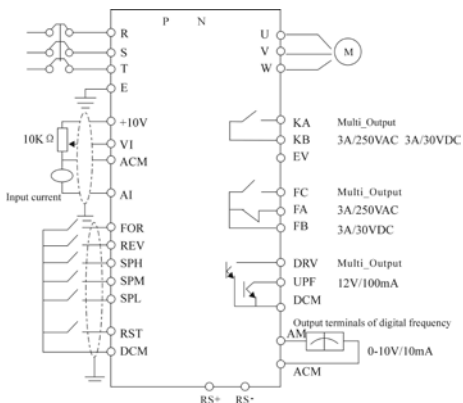 P N
R
S
T
E
+10V
10KΩ
VI
ACM
Input current
AI
FOR
REV
SPH
SPM
SPL
RST
DCM
U
V
W
M
KA Multi_Output
KB 3A/250VAC 3A/30VDC
EV
FC Multi_Output
FA 3A/250VAC
FB 3A/30VDC
DRV Multi_Output
UPF 12V/100mA
DCM
Output terminals of digital frequency
AM
0-10V/10mA
ACM
RS+ RS-